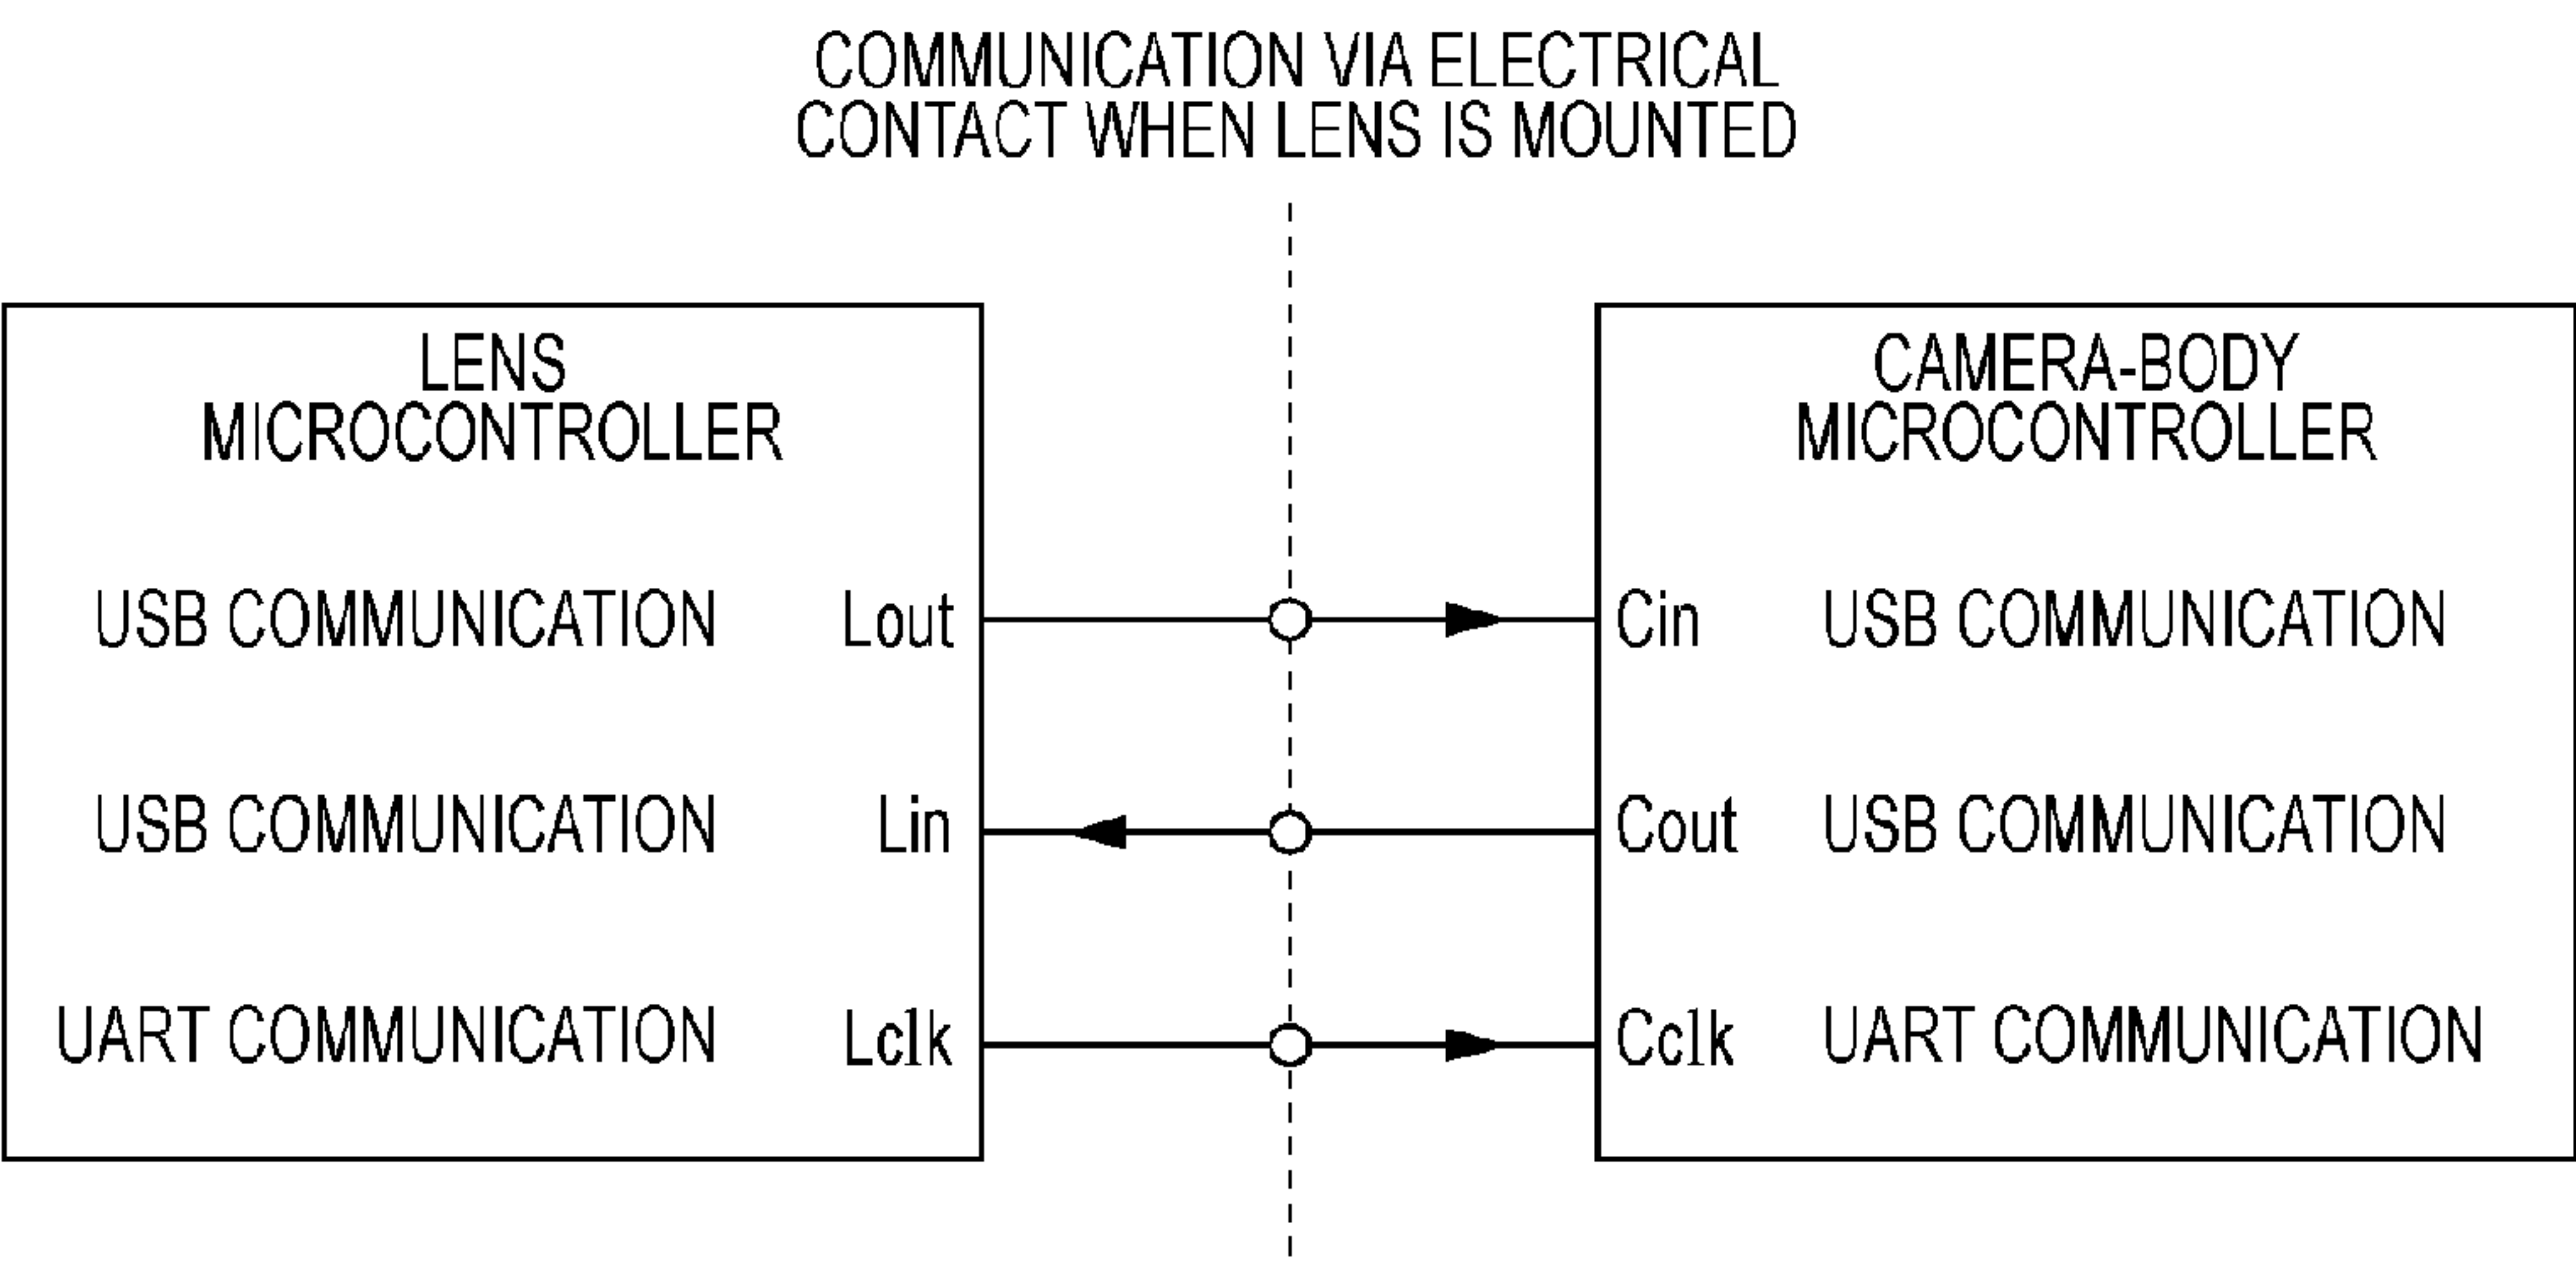 COMMUNICATION VIA ELECTRICAL
CONTACT WHEN LENS IS MOUNTED
LENS
MICROCONTROLLER
USB COMMUNICATION Lout
USB COMMUNICATION Lin
UART COMMUNICATION Lclk
CAMERA-BODY
MICROCONTROLLER
Cin USB COMMUNICATION
Cout USB COMMUNICATION
Cclk UART COMMUNICATION